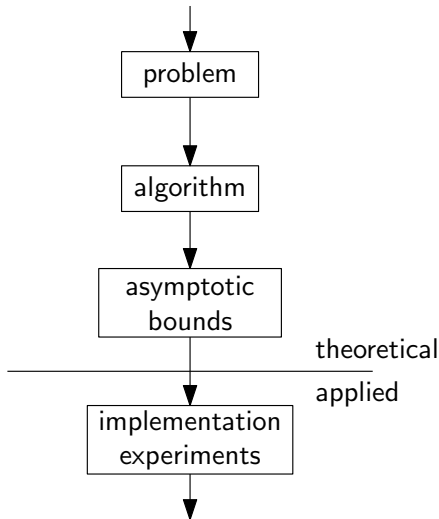 problem
algorithm
asymptotic
bounds
theoretical
applied
implementation
experiments